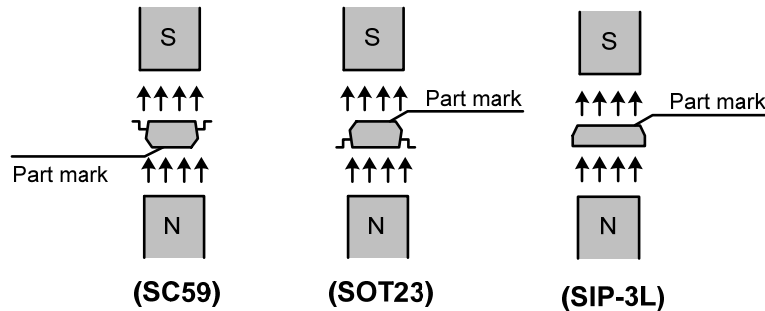 S S S
Part mark Part mark
Part mark
N N N
(SC59) (SOT23) (SIP-3L)